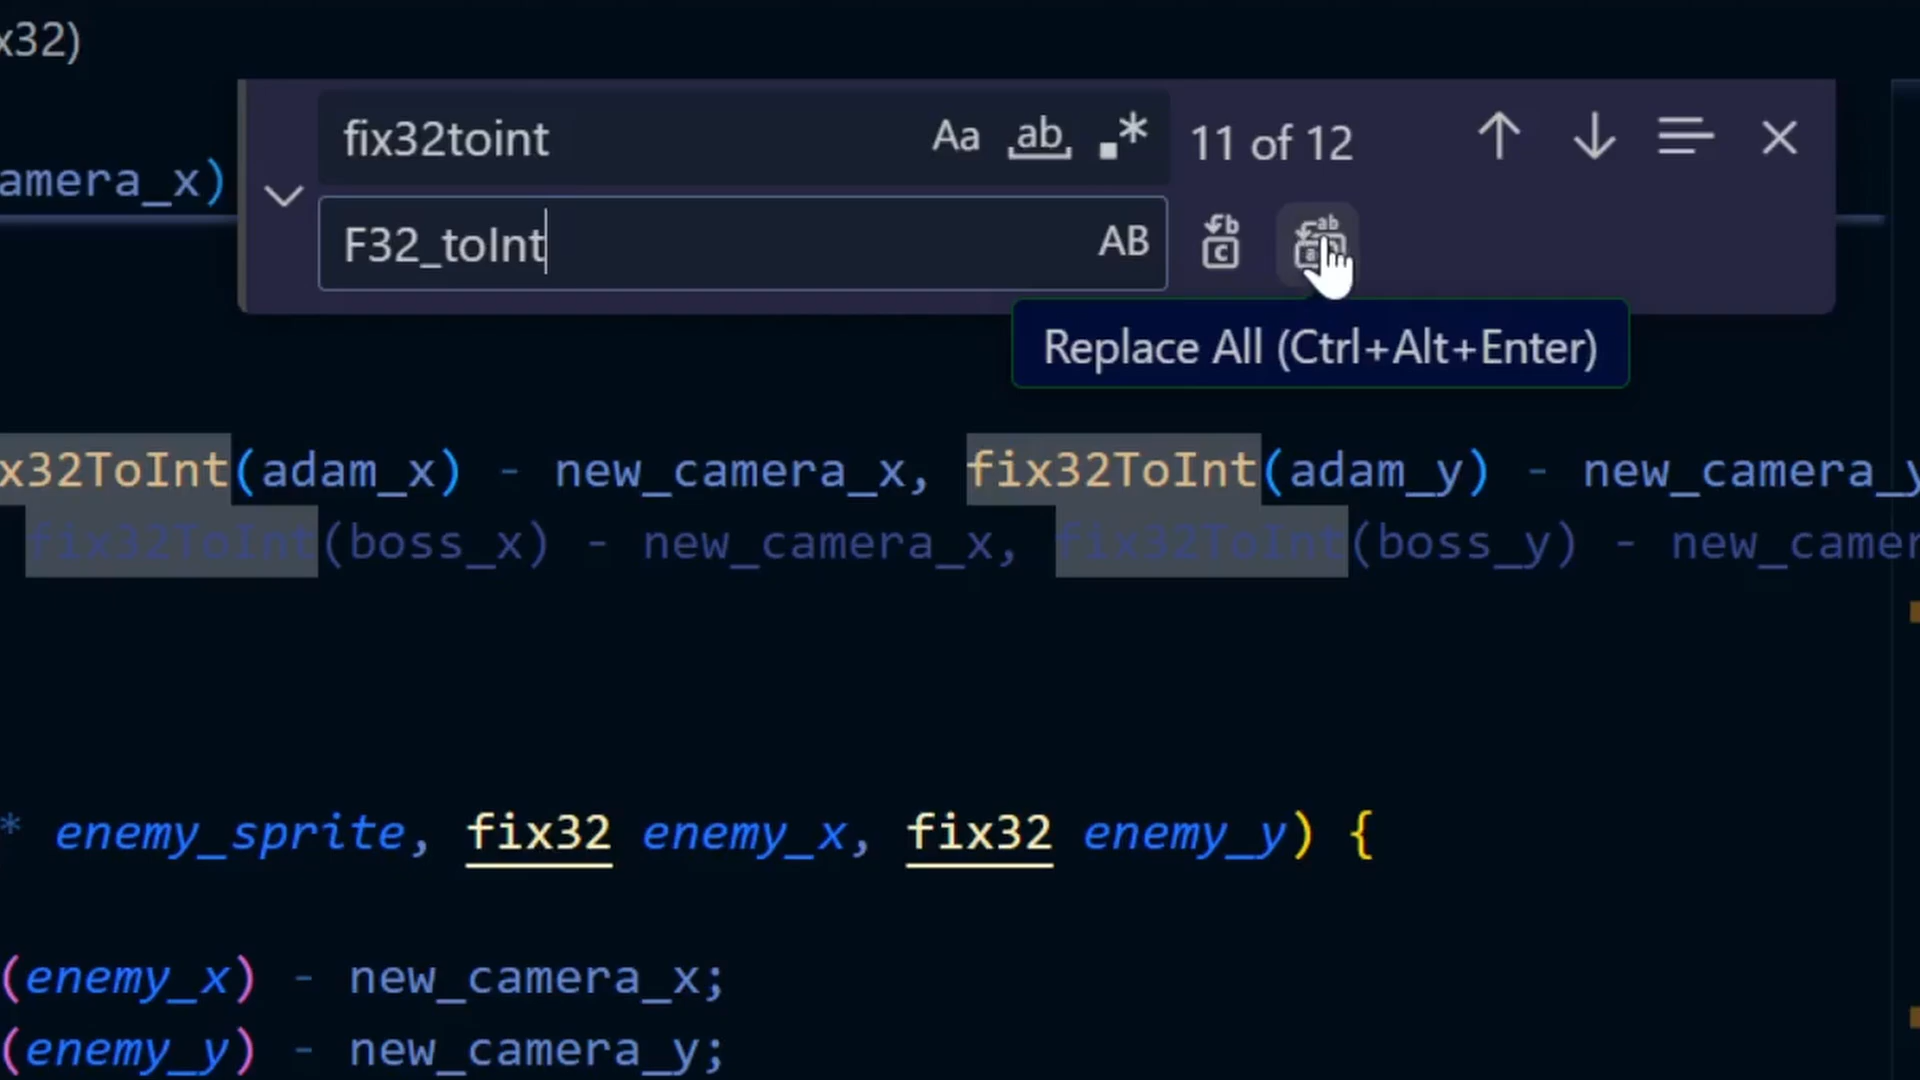 x32)
fix32toint Aa ab .* 11 of 12
amera_x)
F32_toInt AB
Replace All (Ctrl+Alt+Enter)
x32ToInt(adam_x) - new_camera_x, fix32ToInt(adam_y) - new_camera_y
fix32ToInt(boss_x) - new_camera_x, fix32ToInt(boss_y) - new_camer
* enemy_sprite, fix32 enemy_x, fix32 enemy_y) {
(enemy_x) - new_camera_x;
(enemy_y) - new_camera_y;